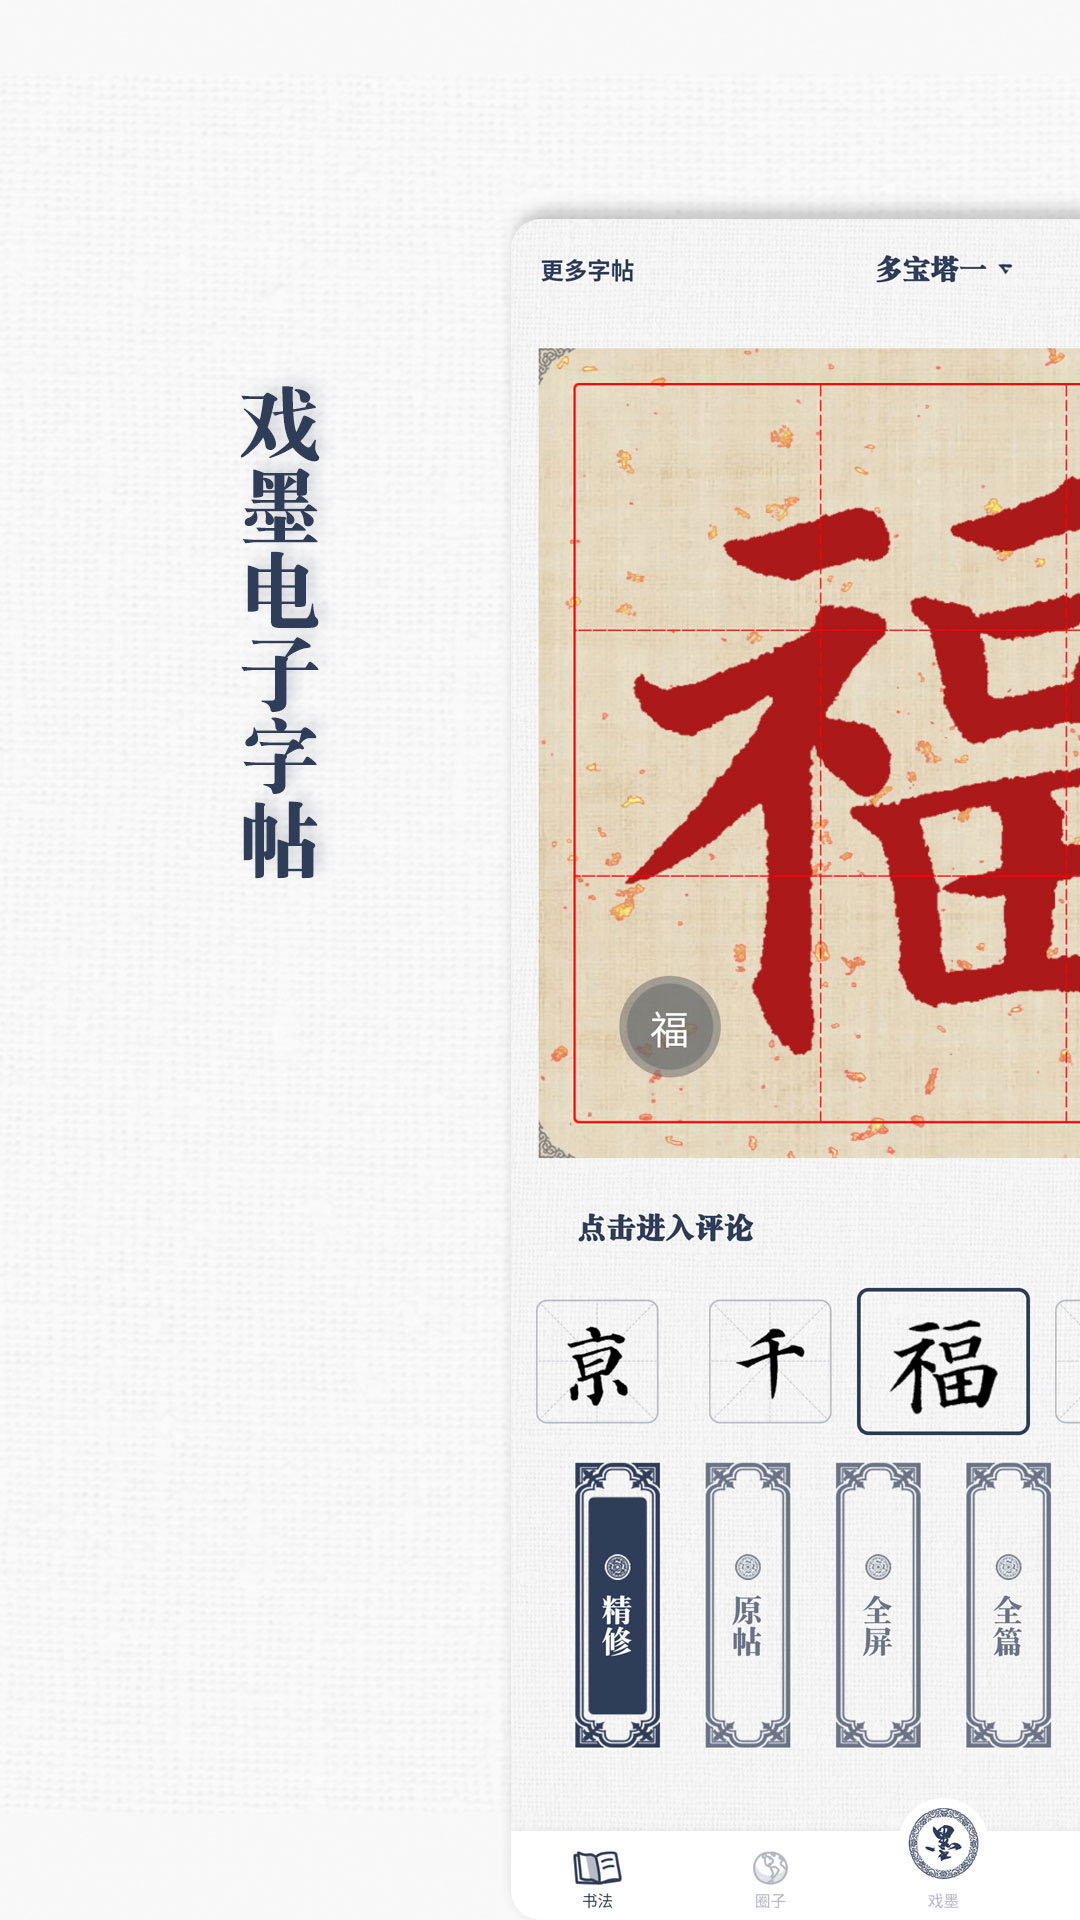 戏墨电子字帖
更多字帖
多宝塔一
福
福
点击进入评论
京
千
福
精修
原帖
全屏
全篇
墨
书法
圈子
戏墨